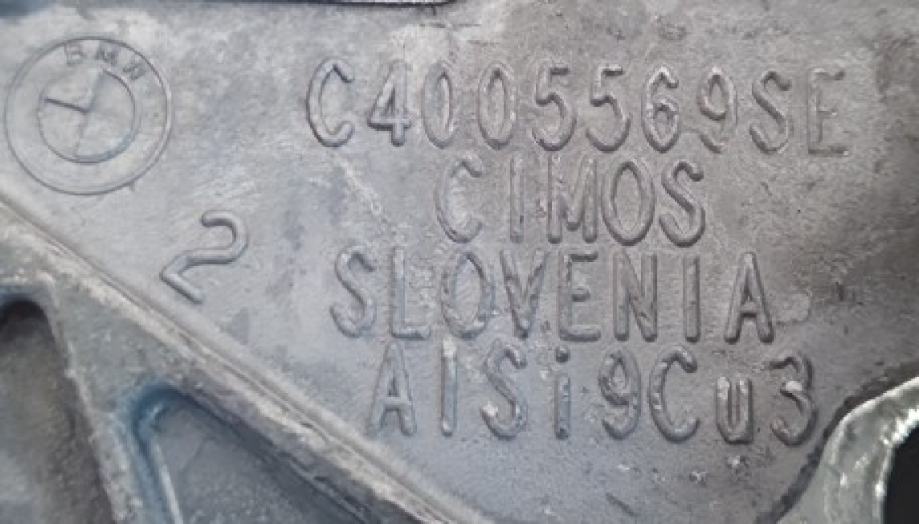 BMW
C4005569SE
CIMOS
2
SLOVENIA
AlSi9Cu3